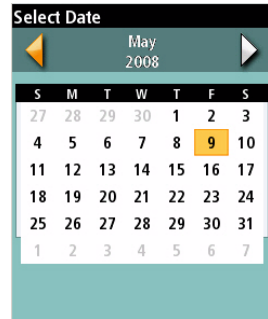 Select Date
May
2008
S M T W T F S
27 28 29 30 1 2 3
4 5 6 7 8 9 10
11 12 13 14 15 16 17
18 19 20 21 22 23 24
25 26 27 28 29 30 31
1 2 3 4 5 6 7